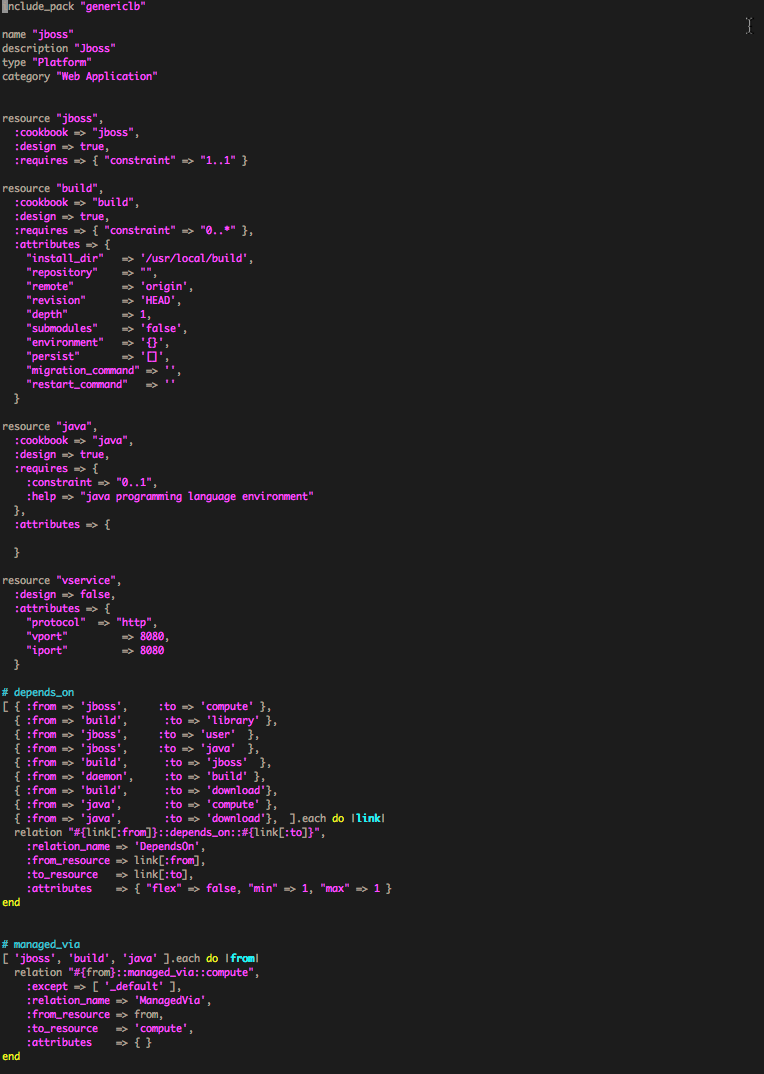 include_pack "genericlb"
name "jboss"
description "Jboss"
type "Platform"
category "Web Application"
resource "jboss",
  :cookbook => "jboss",
  :design => true,
  :requires => { "constraint" => "1..1" }
resource "build",
  :cookbook => "build",
  :design => true,
  :requires => { "constraint" => "0..*" },
  :attributes => {
    "install_dir"   => '/usr/local/build',
    "repository"    => "",
    "remote"        => 'origin',
    "revision"      => 'HEAD',
    "depth"         => 1,
    "submodules"    => 'false',
    "environment"   => '{}',
    "persist"       => '[]',
    "migration_command" => '',
    "restart_command"   => ''
  }
resource "java",
  :cookbook => "java",
  :design => true,
  :requires => {
    :constraint => "0..1",
    :help => "java programming language environment"
  },
  :attributes => {
  }
resource "vservice",
  :design => false,
  :attributes => {
    "protocol"  => "http",
    "vport"         => 8080,
    "iport"         => 8080
  }
# depends_on
[ { :from => 'jboss',     :to => 'compute' },
  { :from => 'build',      :to => 'library' },
  { :from => 'jboss',     :to => 'user'  },
  { :from => 'jboss',     :to => 'java'  },
  { :from => 'build',      :to => 'jboss'  },
  { :from => 'daemon',     :to => 'build' },
  { :from => 'build',      :to => 'download'},
  { :from => 'java',       :to => 'compute' },
  { :from => 'java',       :to => 'download'},  ].each do |link|
  relation "#{link[:from]}::depends_on::#{link[:to]}",
    :relation_name => 'DependsOn',
    :from_resource => link[:from],
    :to_resource   => link[:to],
    :attributes    => { "flex" => false, "min" => 1, "max" => 1 }
end
# managed_via
[ 'jboss', 'build', 'java' ].each do |from|
  relation "#{from}::managed_via::compute",
    :except => [ '_default' ],
    :relation_name => 'ManagedVia',
    :from_resource => from,
    :to_resource   => 'compute',
    :attributes    => { }
end